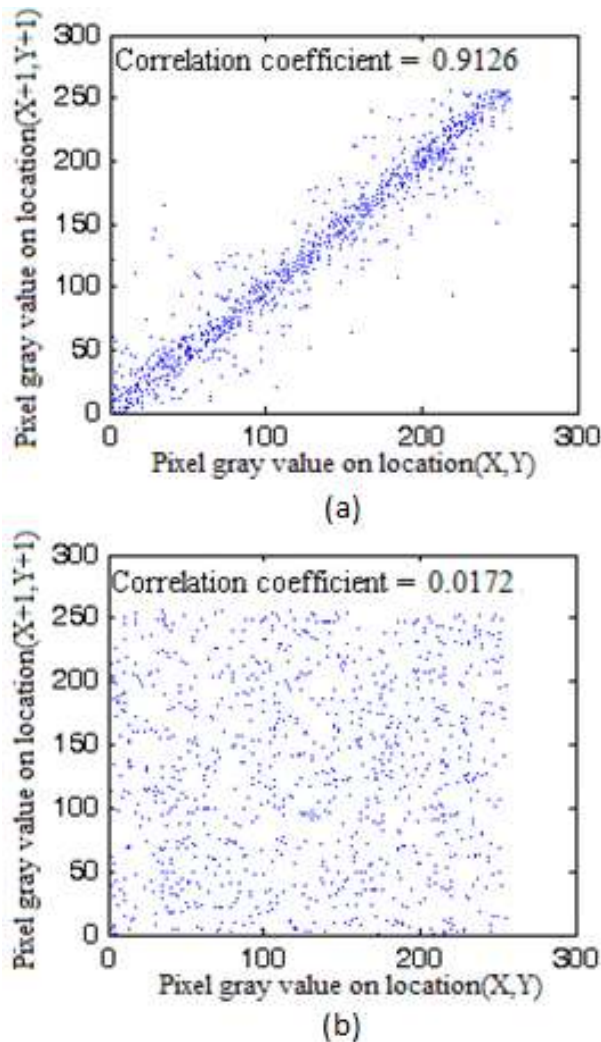 300
Correlation coefficient = 0.9126
250
200
150
100
50
0
0 100 200 300
Pixel gray value on location(X+1,Y+1)
Pixel gray value on location(X,Y)
(a)
300
Correlation coefficient = 0.0172
250
200
150
100
50
0
0 100 200 300
Pixel gray value on location(X+1,Y+1)
Pixel gray value on location(X,Y)
(b)